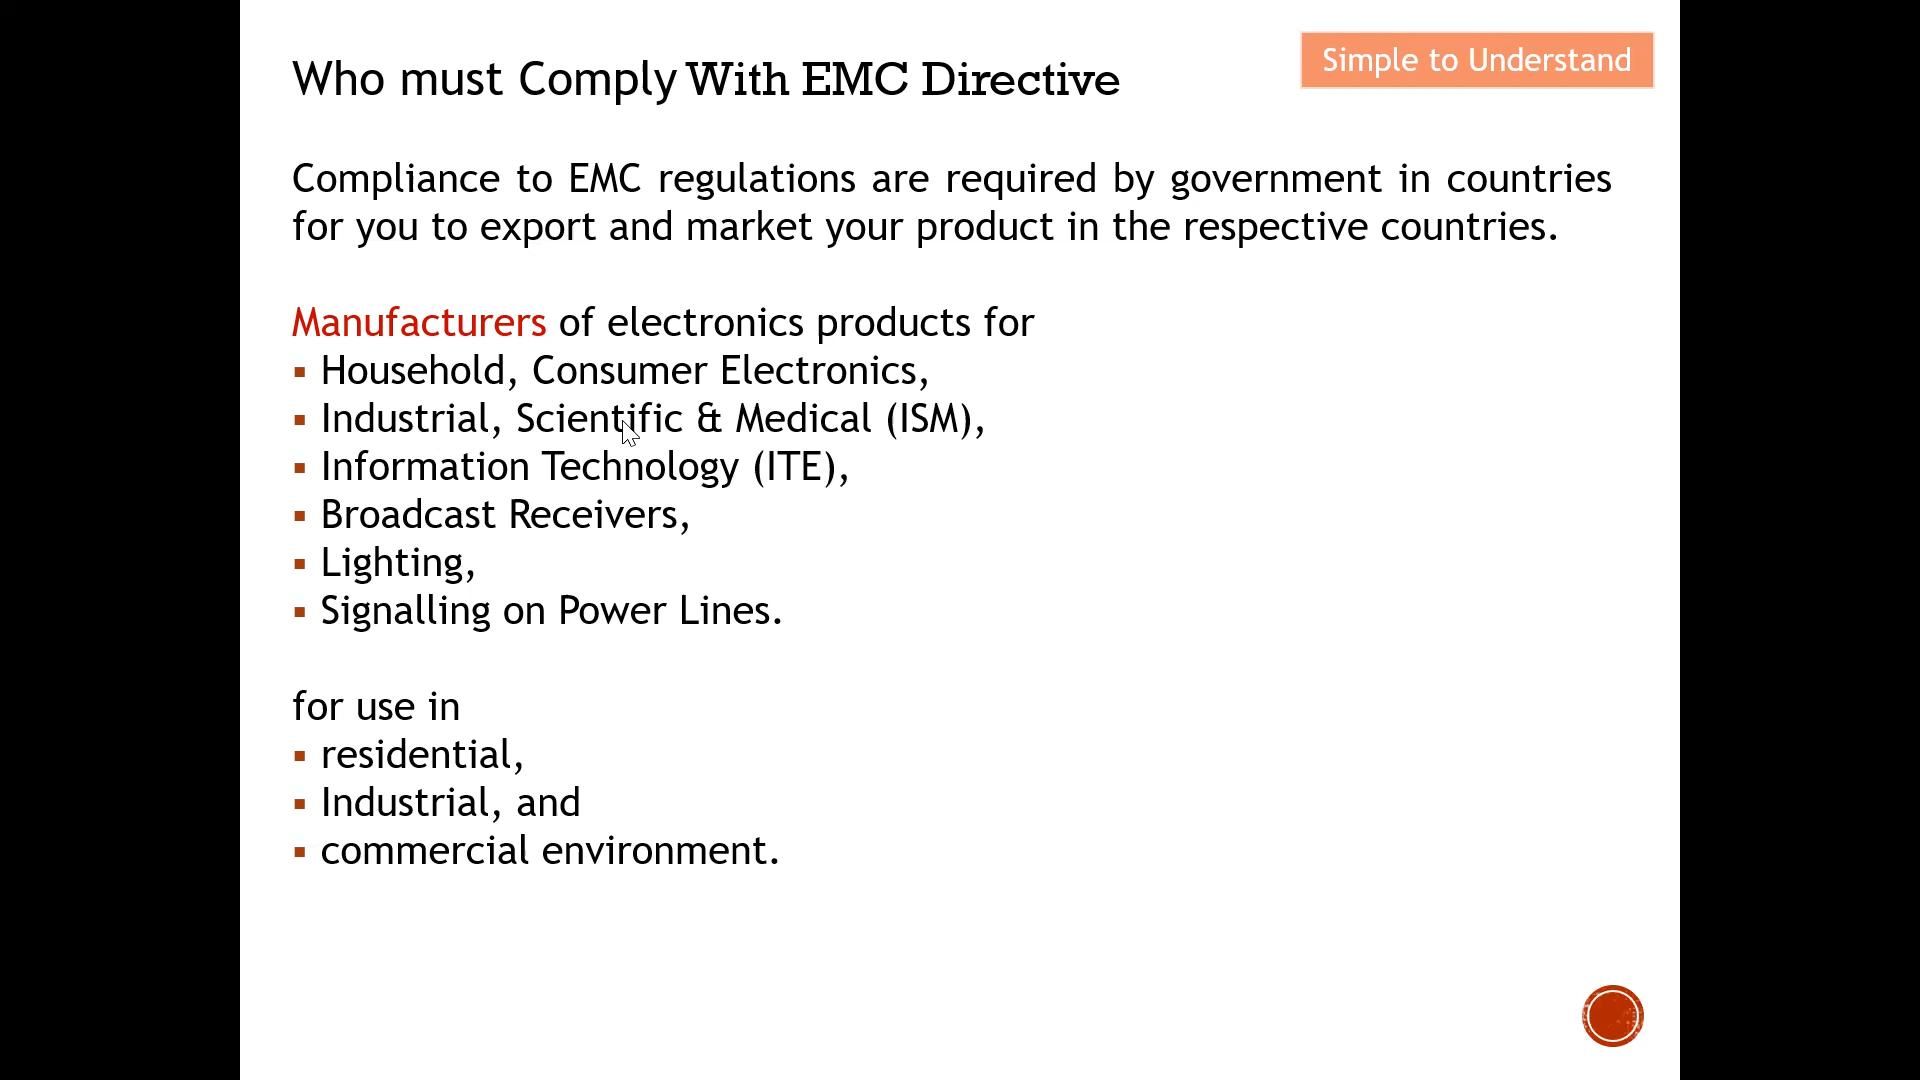 Who must Comply With EMC Directive
Simple to Understand
Compliance to EMC regulations are required by government in countries
for you to export and market your product in the respective countries.
Manufacturers of electronics products for
▪ Household, Consumer Electronics,
▪ Industrial, Scientific & Medical (ISM),
▪ Information Technology (ITE),
▪ Broadcast Receivers,
▪ Lighting,
▪ Signalling on Power Lines.
for use in
▪ residential,
▪ Industrial, and
▪ commercial environment.